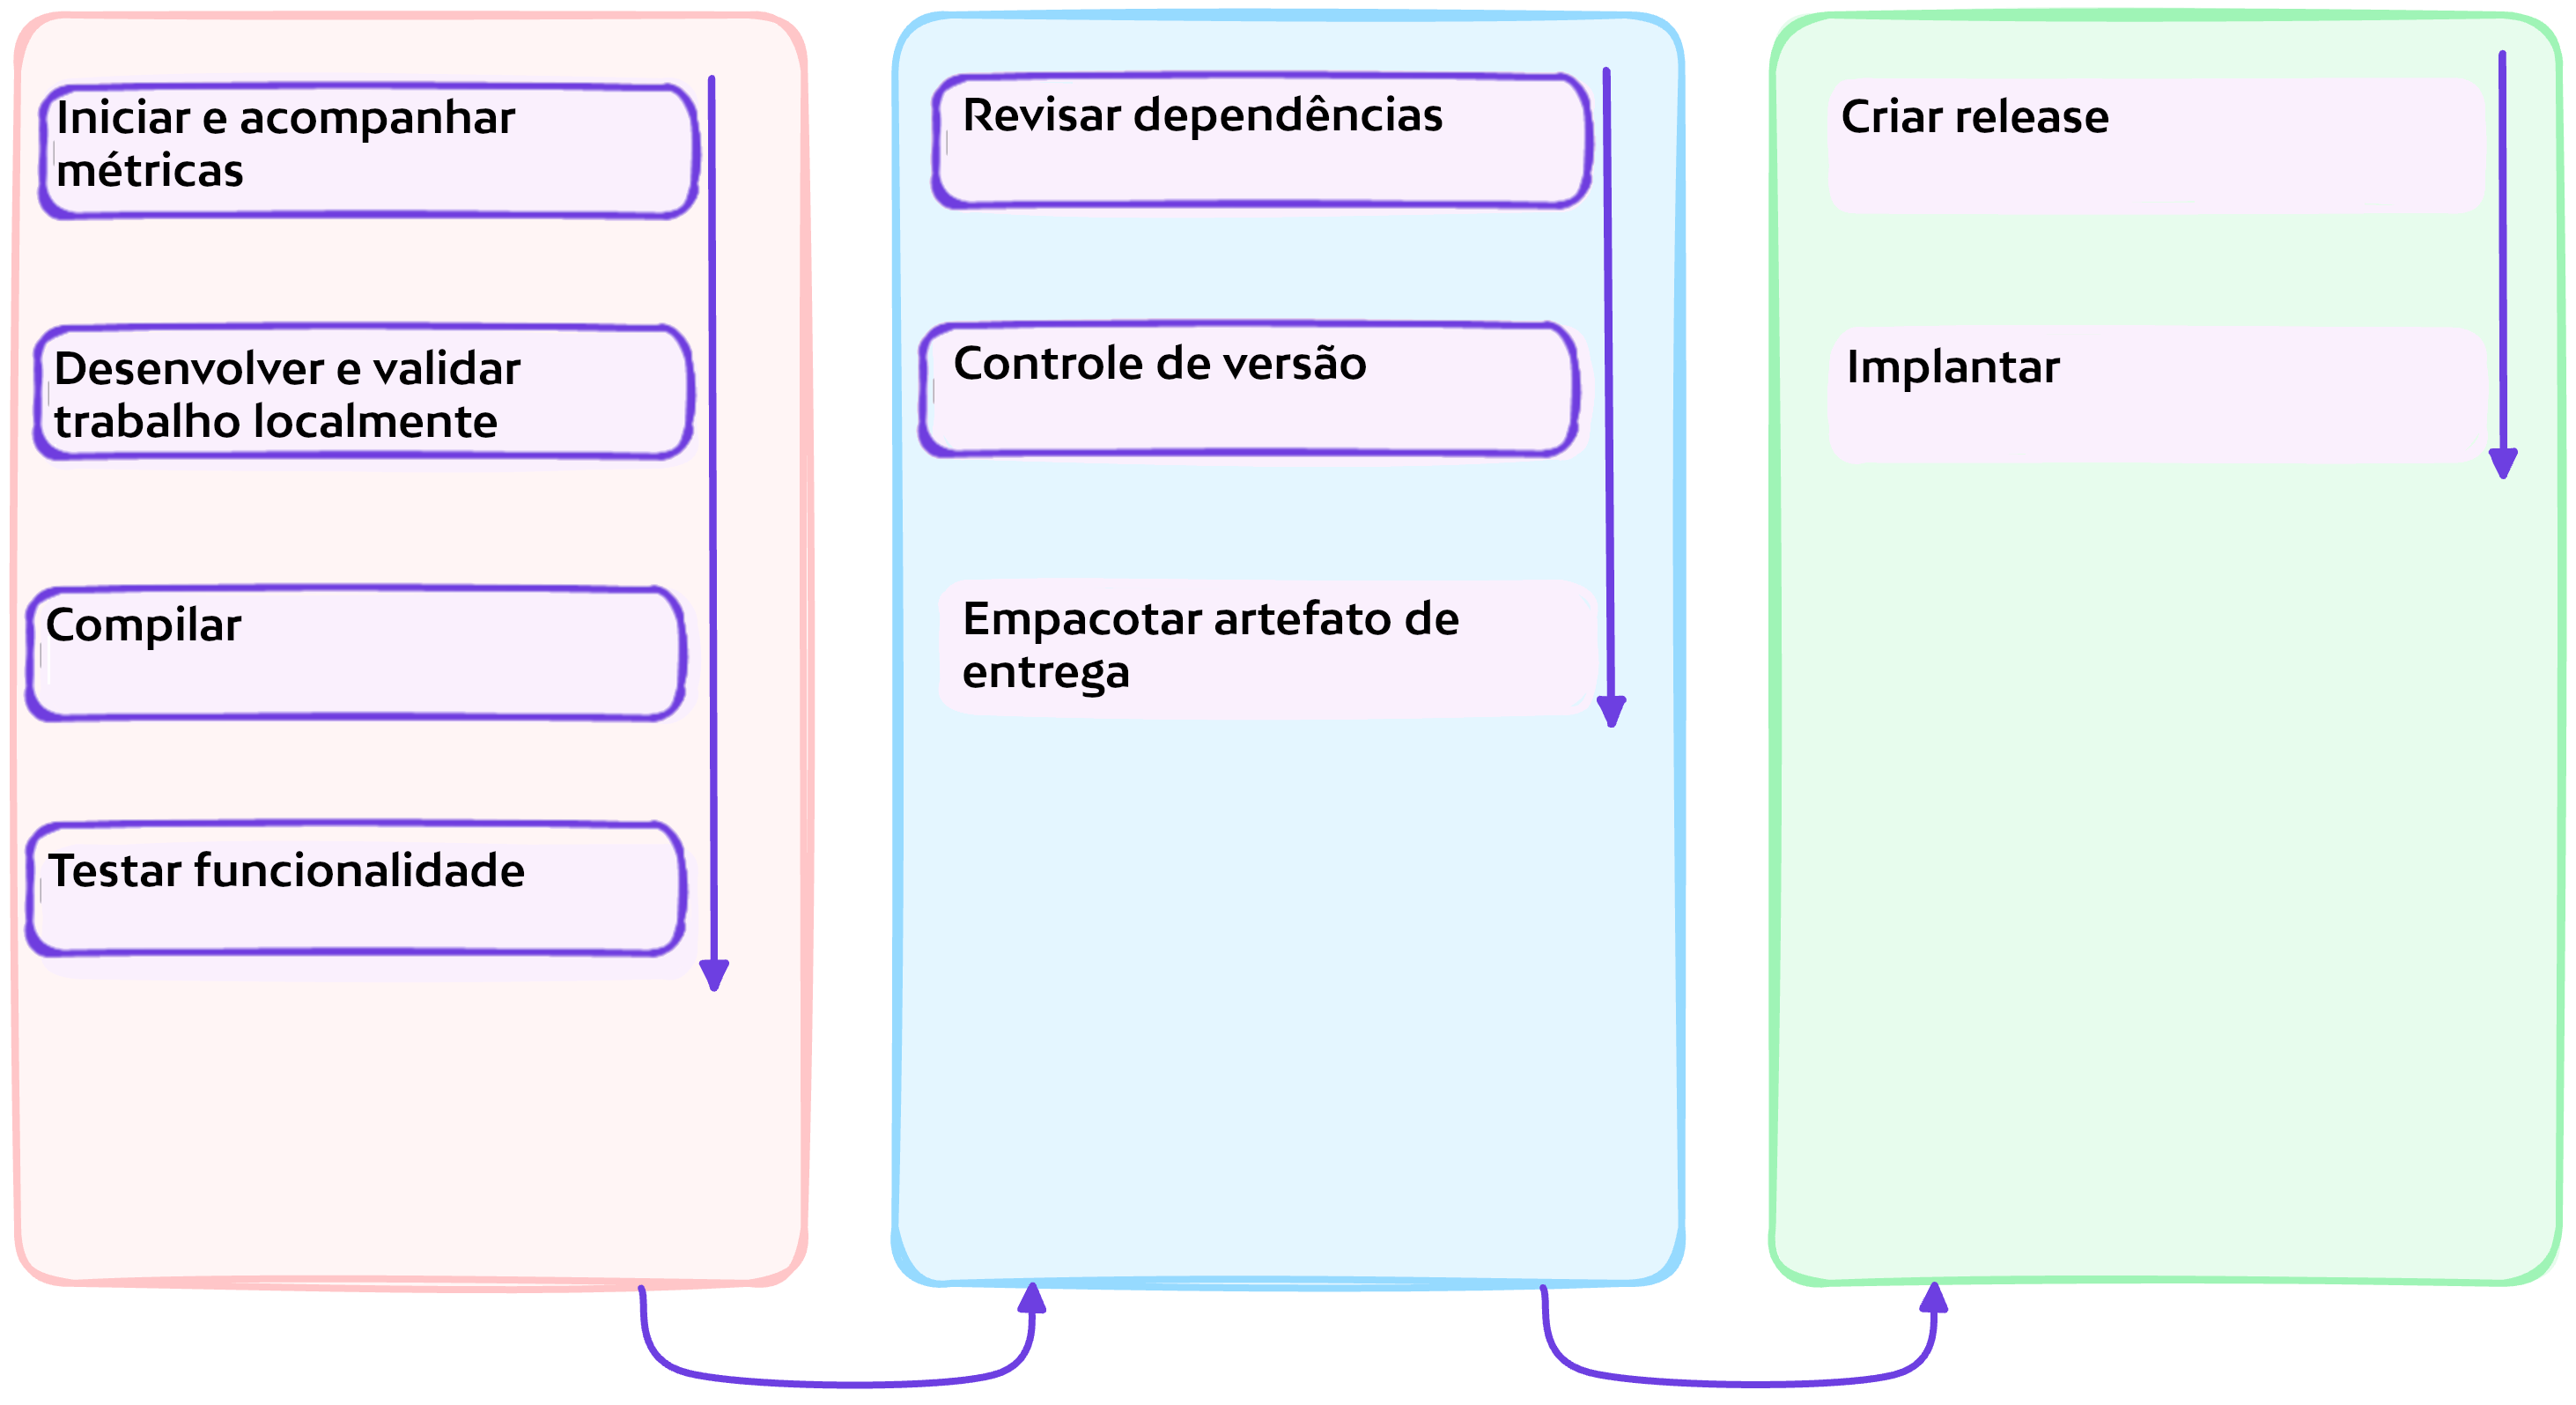 Iniciar e acompanhar
métricas
Desenvolver e validar
trabalho localmente
Compilar
Testar funcionalidade
Revisar dependências
Controle de versão
Empacotar artefato de
entrega
Criar release
Implantar